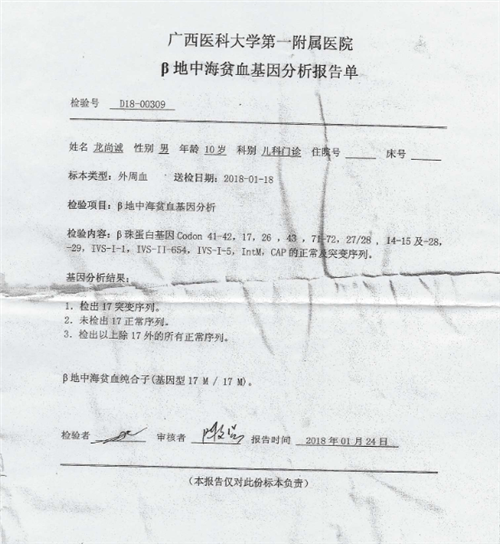 广西医科大学第一附属医院
β地中海贫血基因分析报告单
检验号 D18-00309
姓名 龙尚诚 性别 男 年龄 10岁 科别 儿科门诊 住院号 床号
标本类型：外周血 送检日期：2018-01-18
检验项目：β地中海贫血基因分析
检验内容：β珠蛋白基因Codon 41-42，17，26，43，71-72，27/28，14-15及-28，
-29，IVS-I-1，IVS-II-654，IVS-I-5，IntM，CAP的正常及突变序列。
基因分析结果：
1. 检出17突变序列。
2. 未检出17正常序列。
3. 检出以上除17外的所有正常序列。
β地中海贫血纯合子(基因型17 M / 17 M)。
检验者 审核者 报告时间 2018年01月24日
（本报告仅对此份标本负责）